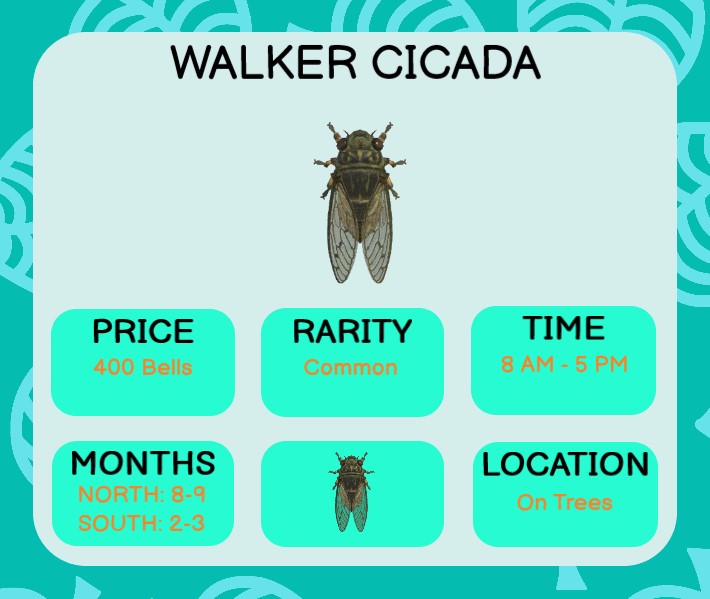 WALKER CICADA
PRICE
400 Bells
RARITY
Common
TIME
8 AM - 5 PM
MONTHS
NORTH: 8-9
SOUTH: 2-3
LOCATION
On Trees